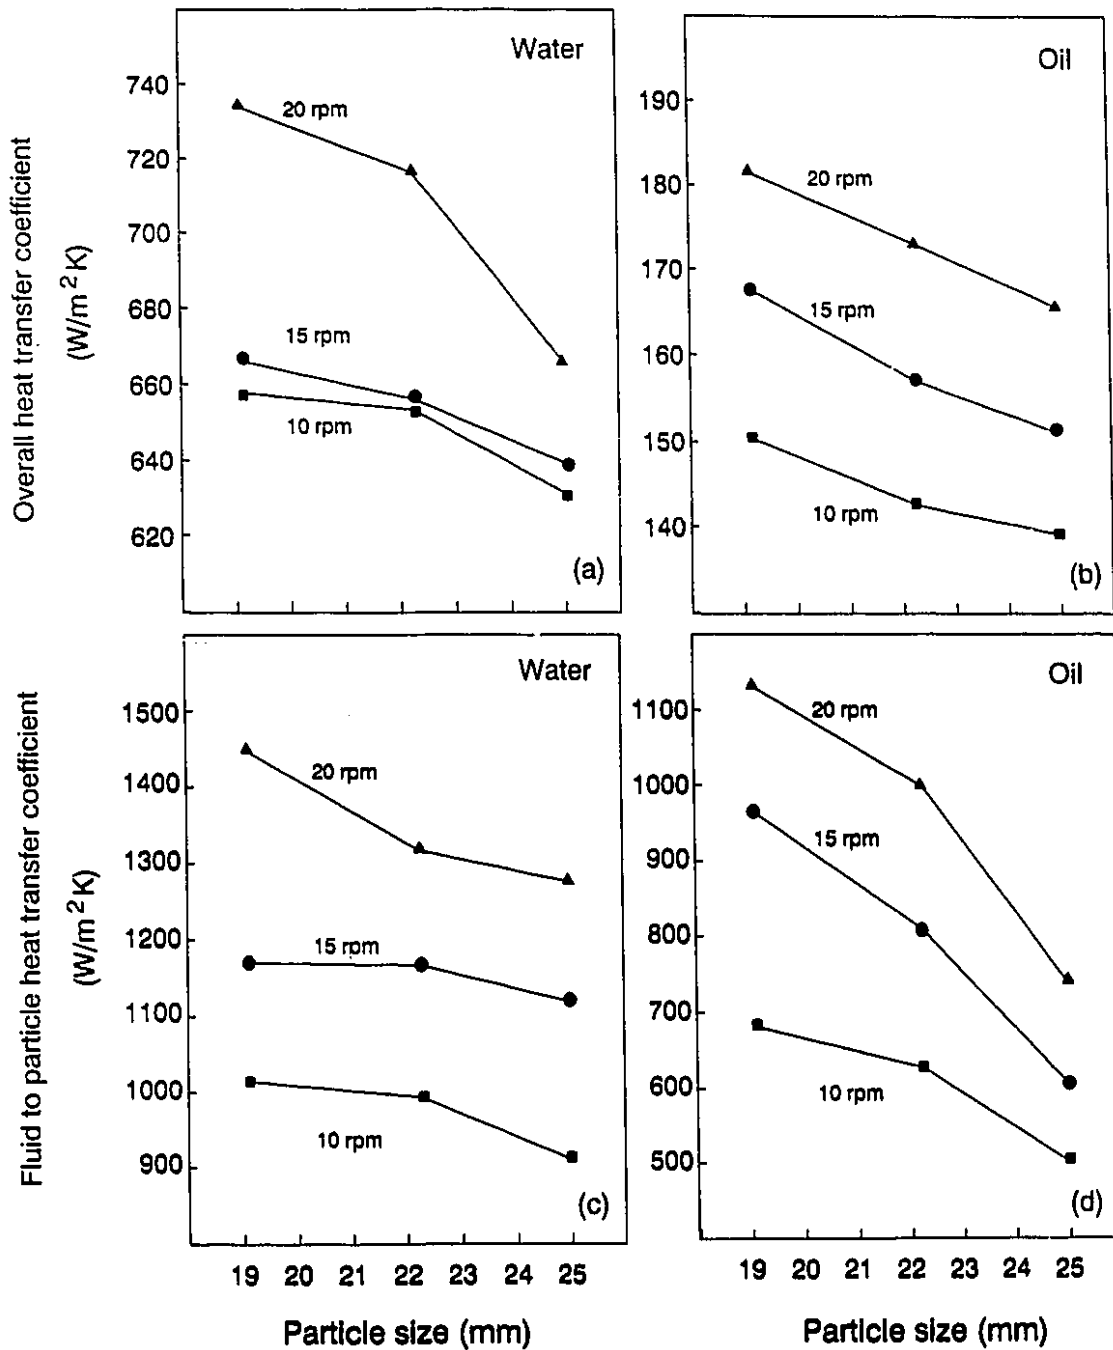 Overall heat transfer coefficient
(W/m²K)
Water
740
720
700
680
660
640
620
20 rpm
15 rpm
10 rpm
(a)
Oil
190
180
170
160
150
140
20 rpm
15 rpm
10 rpm
(b)
Fluid to particle heat transfer coefficient
(W/m²K)
Water
1500
1400
1300
1200
1100
1000
900
20 rpm
15 rpm
10 rpm
(c)
19 20 21 22 23 24 25
Particle size (mm)
Oil
1100
1000
900
800
700
600
500
20 rpm
15 rpm
10 rpm
(d)
19 20 21 22 23 24 25
Particle size (mm)